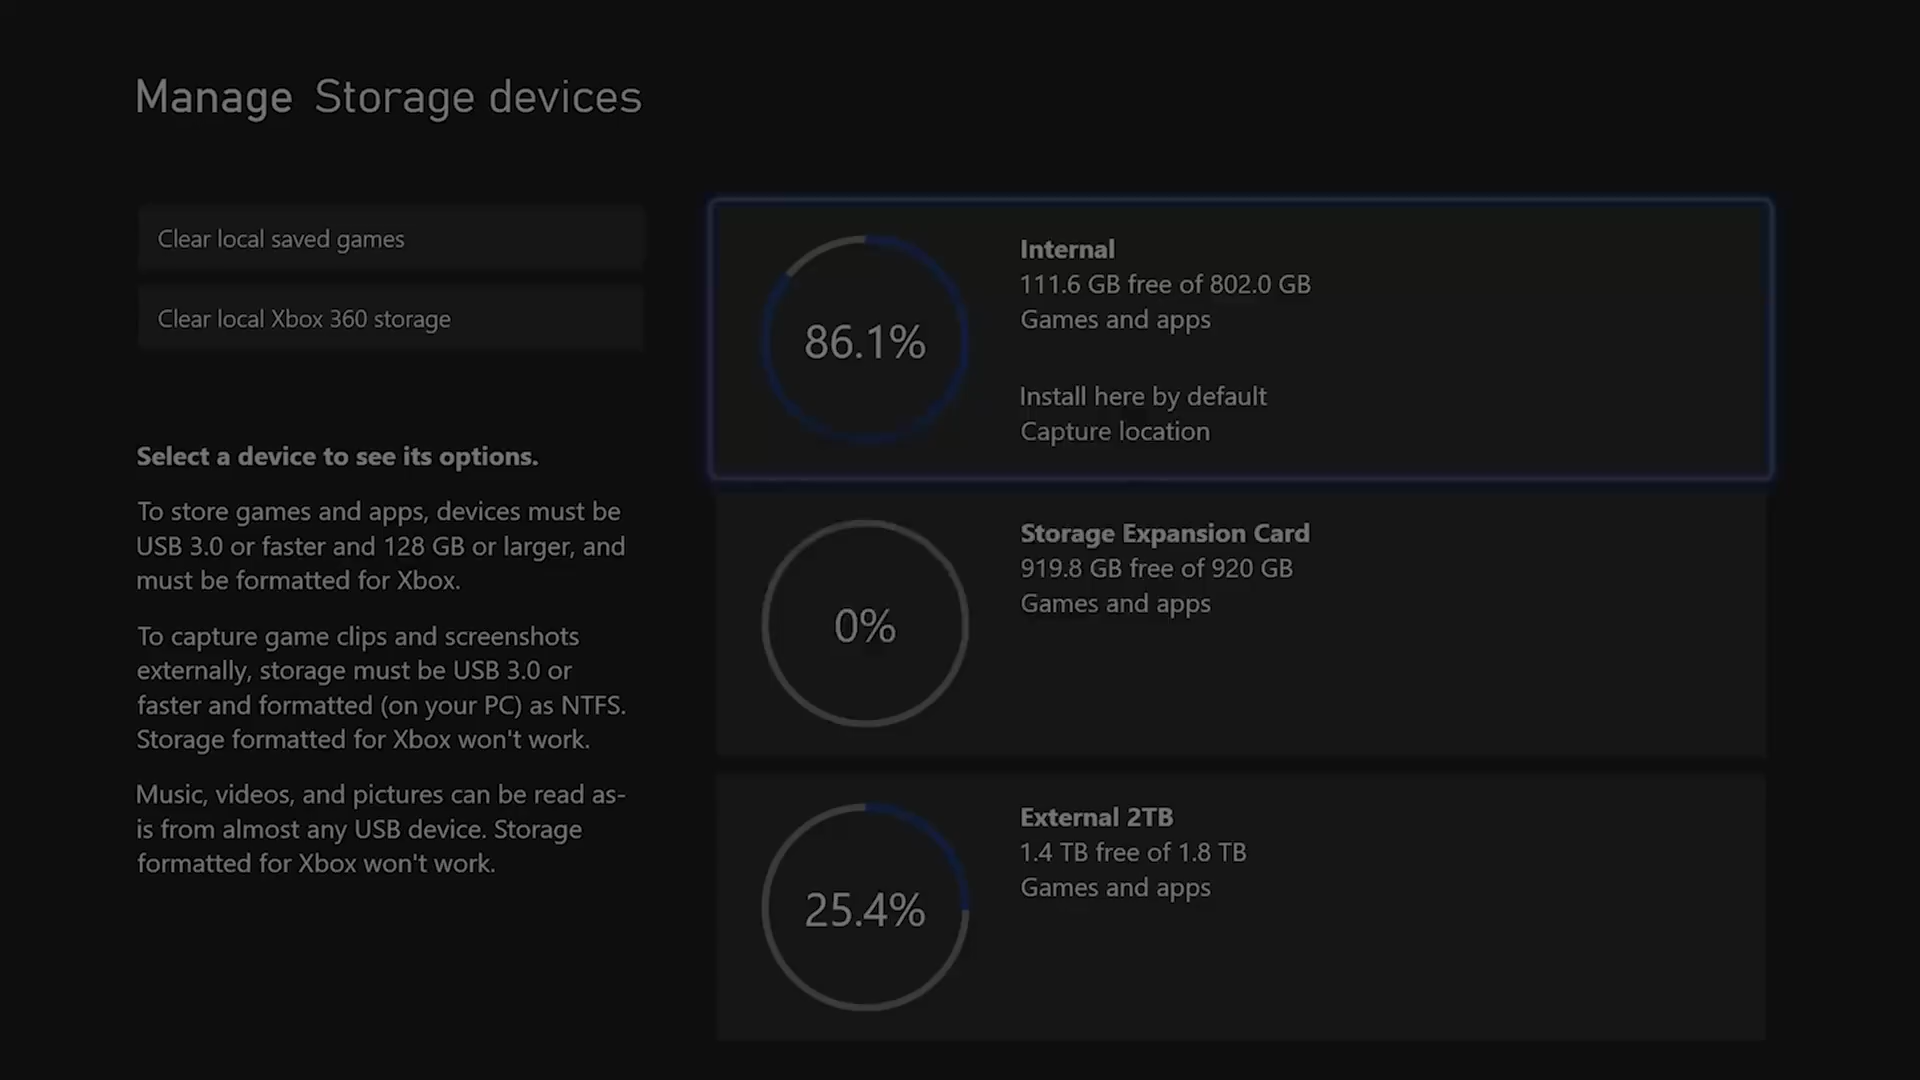 Manage Storage devices
Clear local saved games
Clear local Xbox 360 storage
Select a device to see its options.
To store games and apps, devices must be
USB 3.0 or faster and 128 GB or larger, and
must be formatted for Xbox.
To capture game clips and screenshots
externally, storage must be USB 3.0 or
faster and formatted (on your PC) as NTFS.
Storage formatted for Xbox won't work.
Music, videos, and pictures can be read as-
is from almost any USB device. Storage
formatted for Xbox won't work.
86.1%
Internal
111.6 GB free of 802.0 GB
Games and apps
Install here by default
Capture location
0%
Storage Expansion Card
919.8 GB free of 920 GB
Games and apps
25.4%
External 2TB
1.4 TB free of 1.8 TB
Games and apps